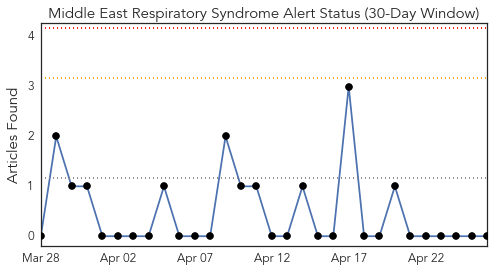 Middle East Respiratory Syndrome Alert Status (30-Day Window)
Articles Found
4
3
2
1
0
Mar 28 Apr 02 Apr 07 Apr 12 Apr 17 Apr 22